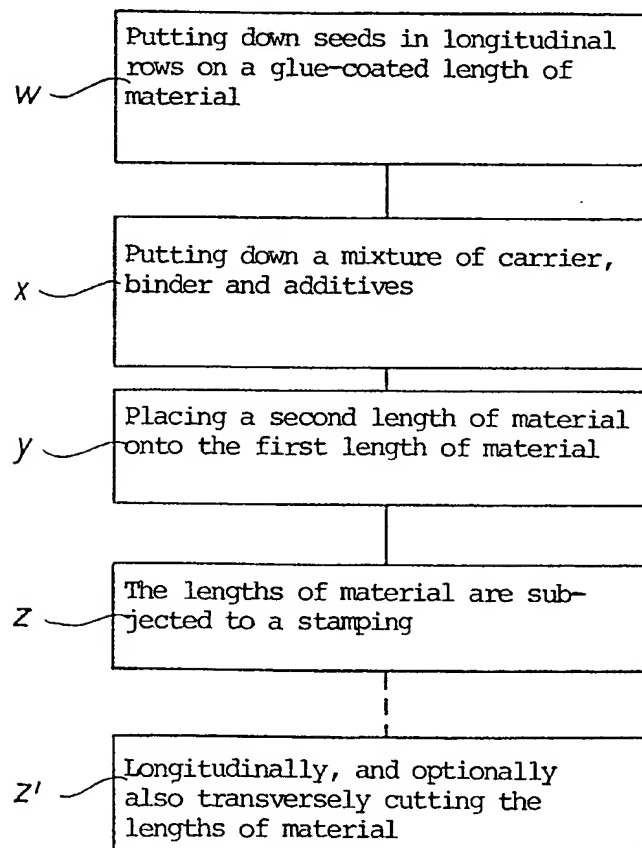 Putting down seeds in longitudinal
rows on a glue-coated length of
material
W
Putting down a mixture of carrier,
binder and additives
X
Placing a second length of material
onto the first length of material
y
The lengths of material are sub-
jected to a stamping
Z
Longitudinally, and optionally
also transversely cutting the
lengths of material
Z'